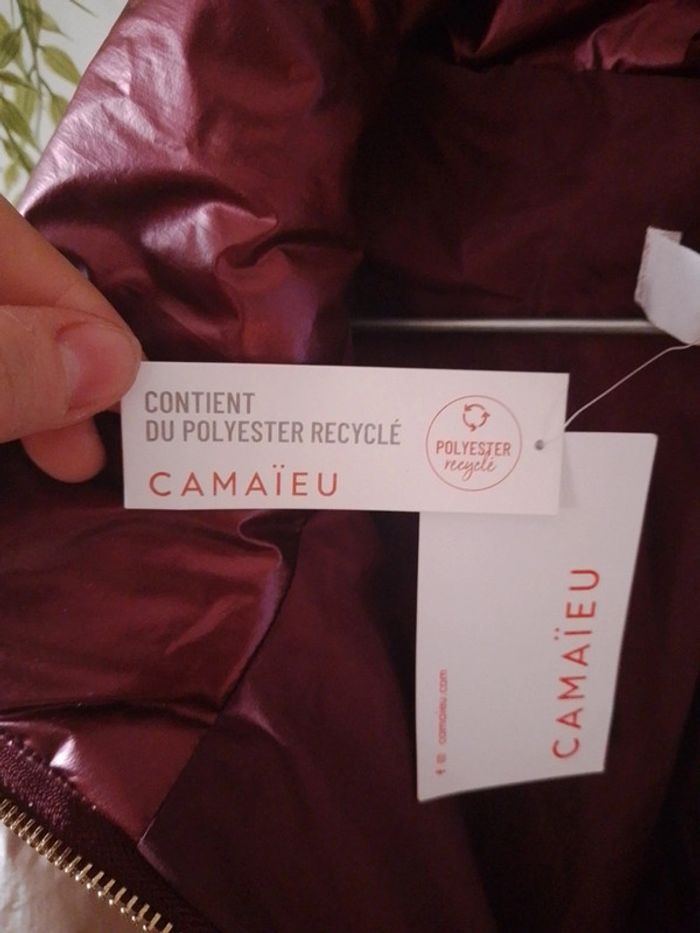 CONTIENT
DU POLYESTER RECYCLÉ
CAMAÏEU
POLYESTER
recyclé
CAMAÏEU
camaieu.com